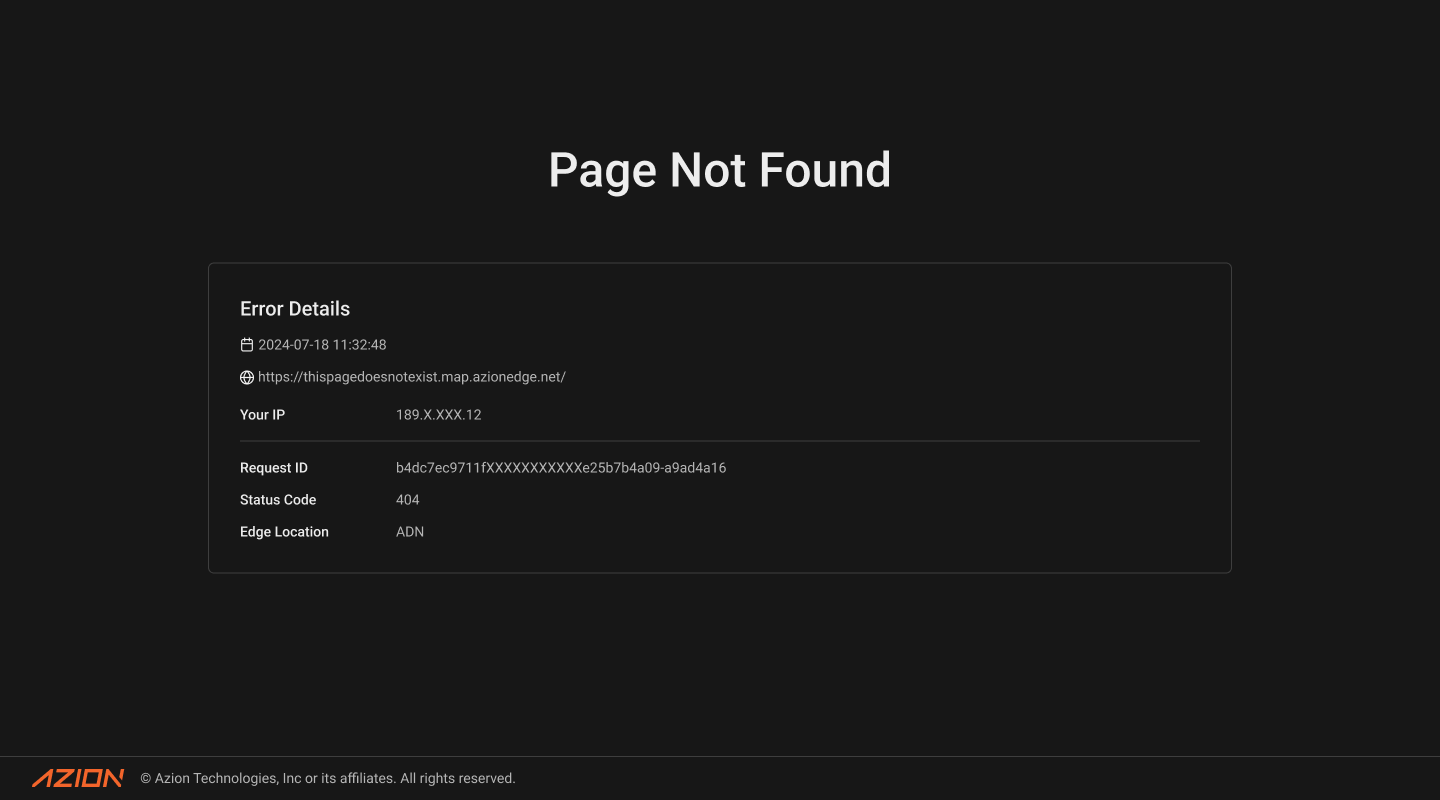 Page Not Found
Error Details
2024-07-18 11:32:48
https://thispagedoesnotexist.map.azionedge.net/
Your IP 189.X.XXX.12
Request ID b4dc7ec9711fXXXXXXXXXXXe25b7b4a09-a9ad4a16
Status Code 404
Edge Location ADN
AZION © Azion Technologies, Inc or its affiliates. All rights reserved.